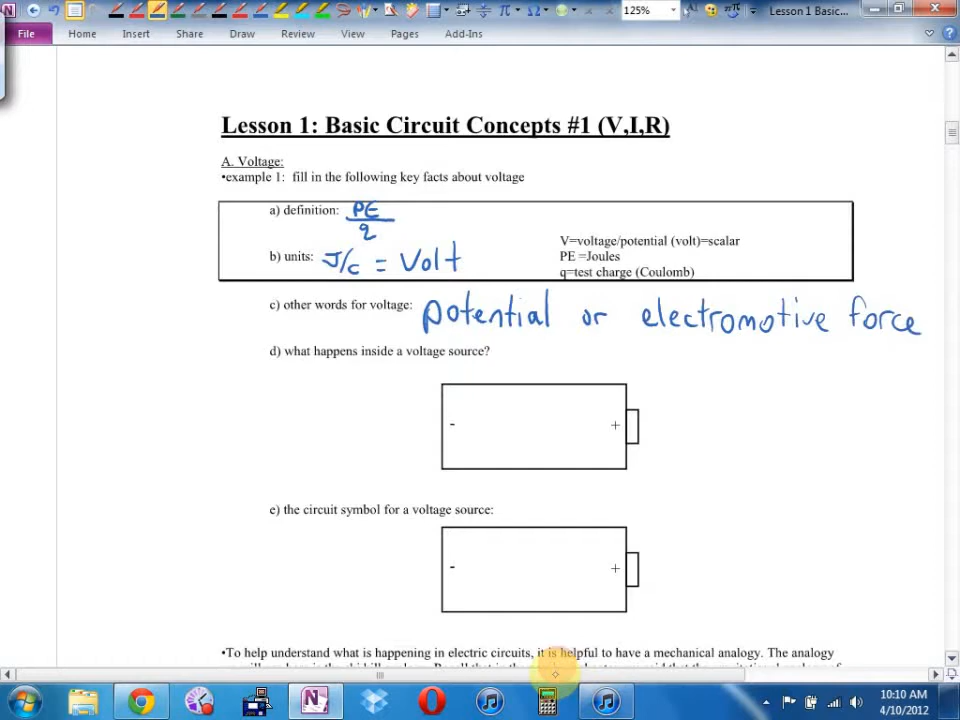 125%
Lesson 1 Basic...
File Home Insert Share Draw Review View Pages Add-Ins
Lesson 1: Basic Circuit Concepts #1 (V,I,R)
A. Voltage:
•example 1: fill in the following key facts about voltage
a) definition: PE
q
V=voltage/potential (volt)=scalar
b) units: J/C = Volt
PE =Joules
q=test charge (Coulomb)
c) other words for voltage: potential or electromotive force
d) what happens inside a voltage source?
- +
e) the circuit symbol for a voltage source:
- +
•To help understand what is happening in electric circuits, it is helpful to have a mechanical analogy. The analogy
10:10 AM
4/10/2012